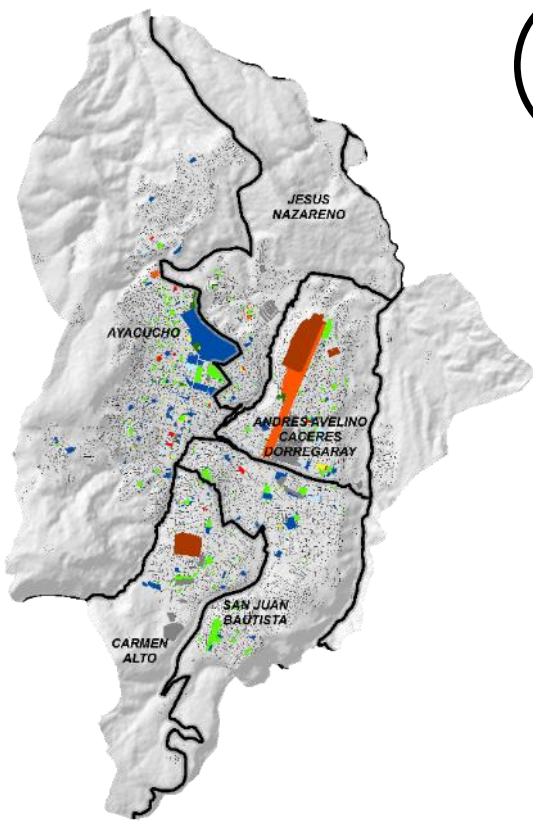 JESUS
NAZARENO
AYACUCHO
ANDRES AVELINO
CACERES
DORREGARAY
SAN JUAN
BAUTISTA
CARMEN
ALTO